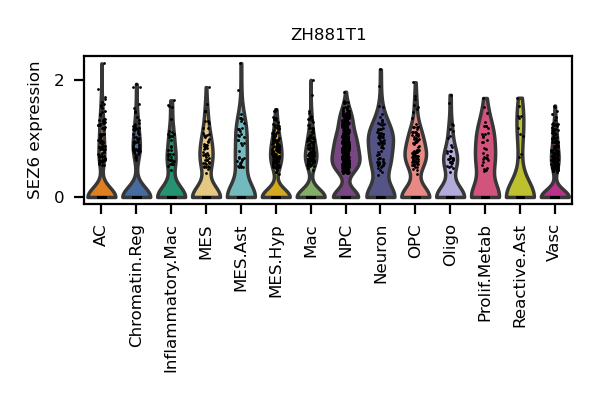 ZH881T1
SEZ6 expression
2
0
AC
Chromatin.Reg
Inflammatory.Mac
MES
MES.Ast
MES.Hyp
Mac
NPC
Neuron
OPC
Oligo
Prolif.Metab
Reactive.Ast
Vasc